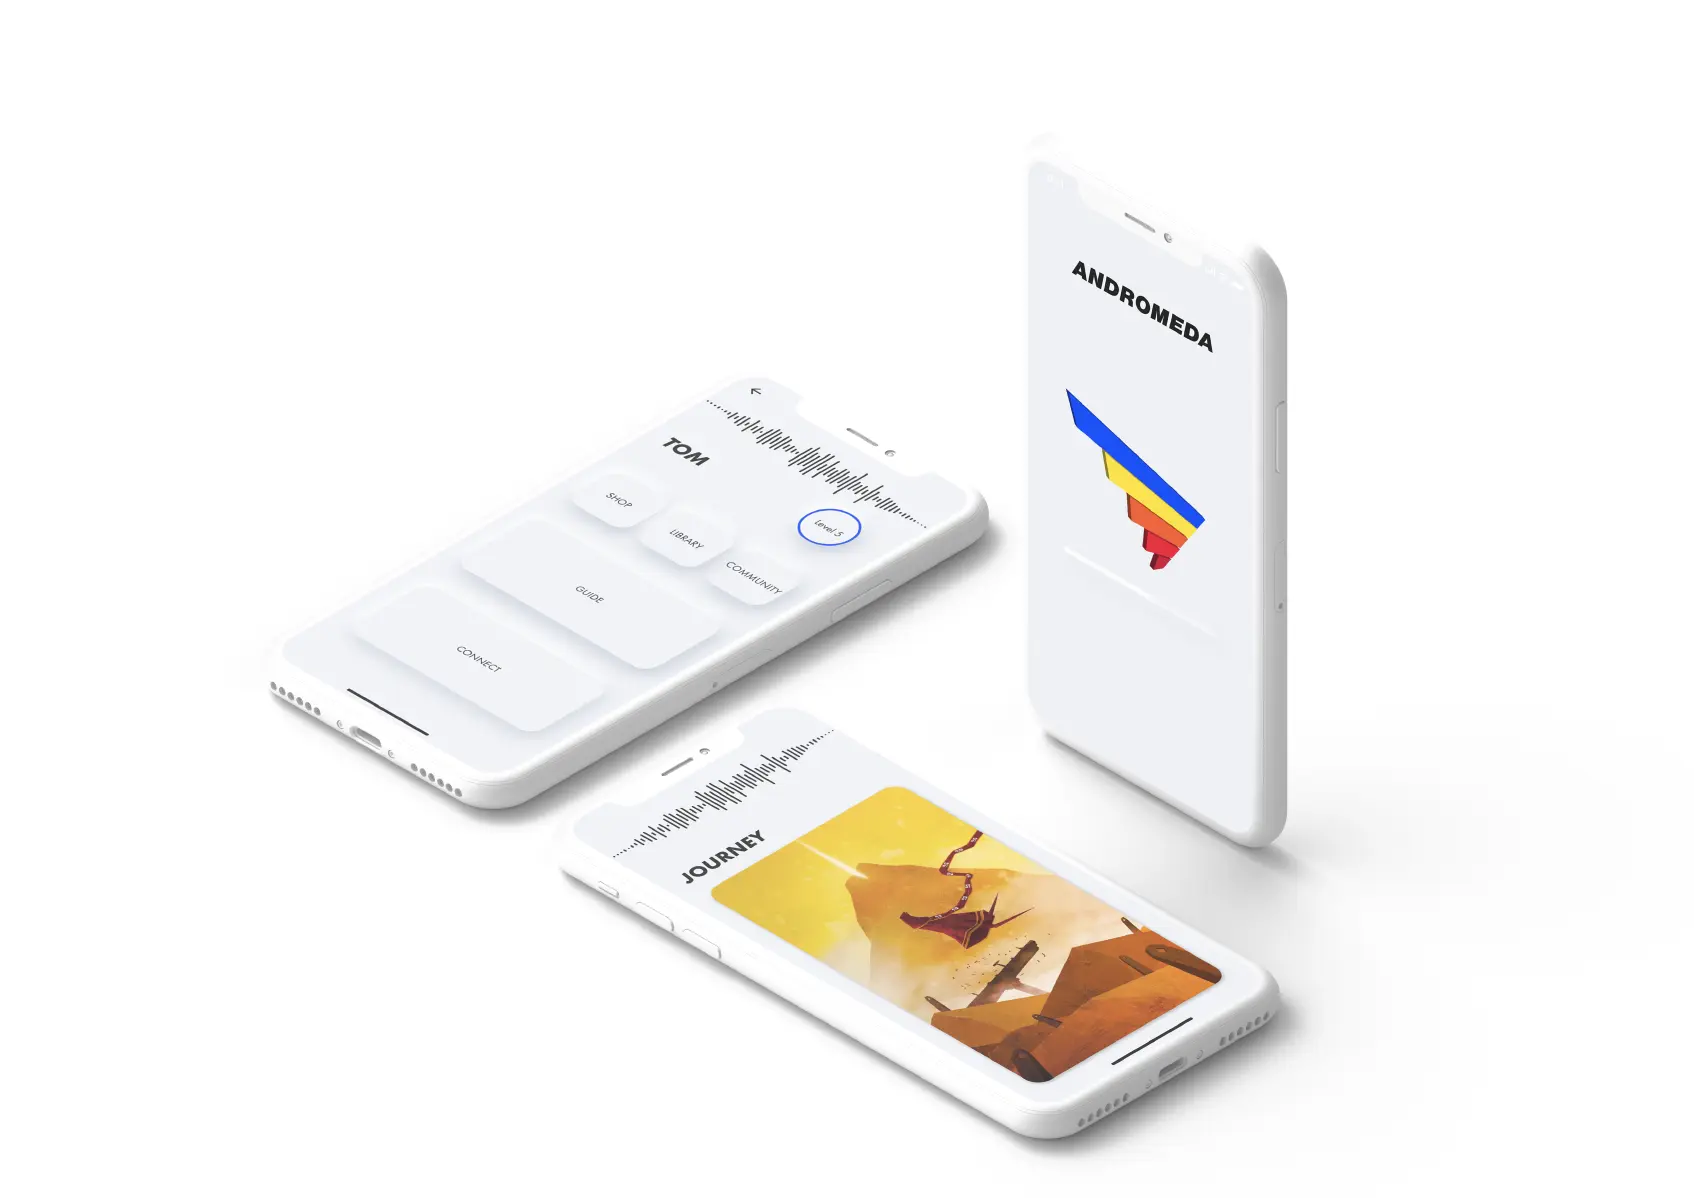 ANDROMEDA
TOM
Level 5
SHOP
LIBRARY
COMMUNITY
GUIDE
CONNECT
JOURNEY